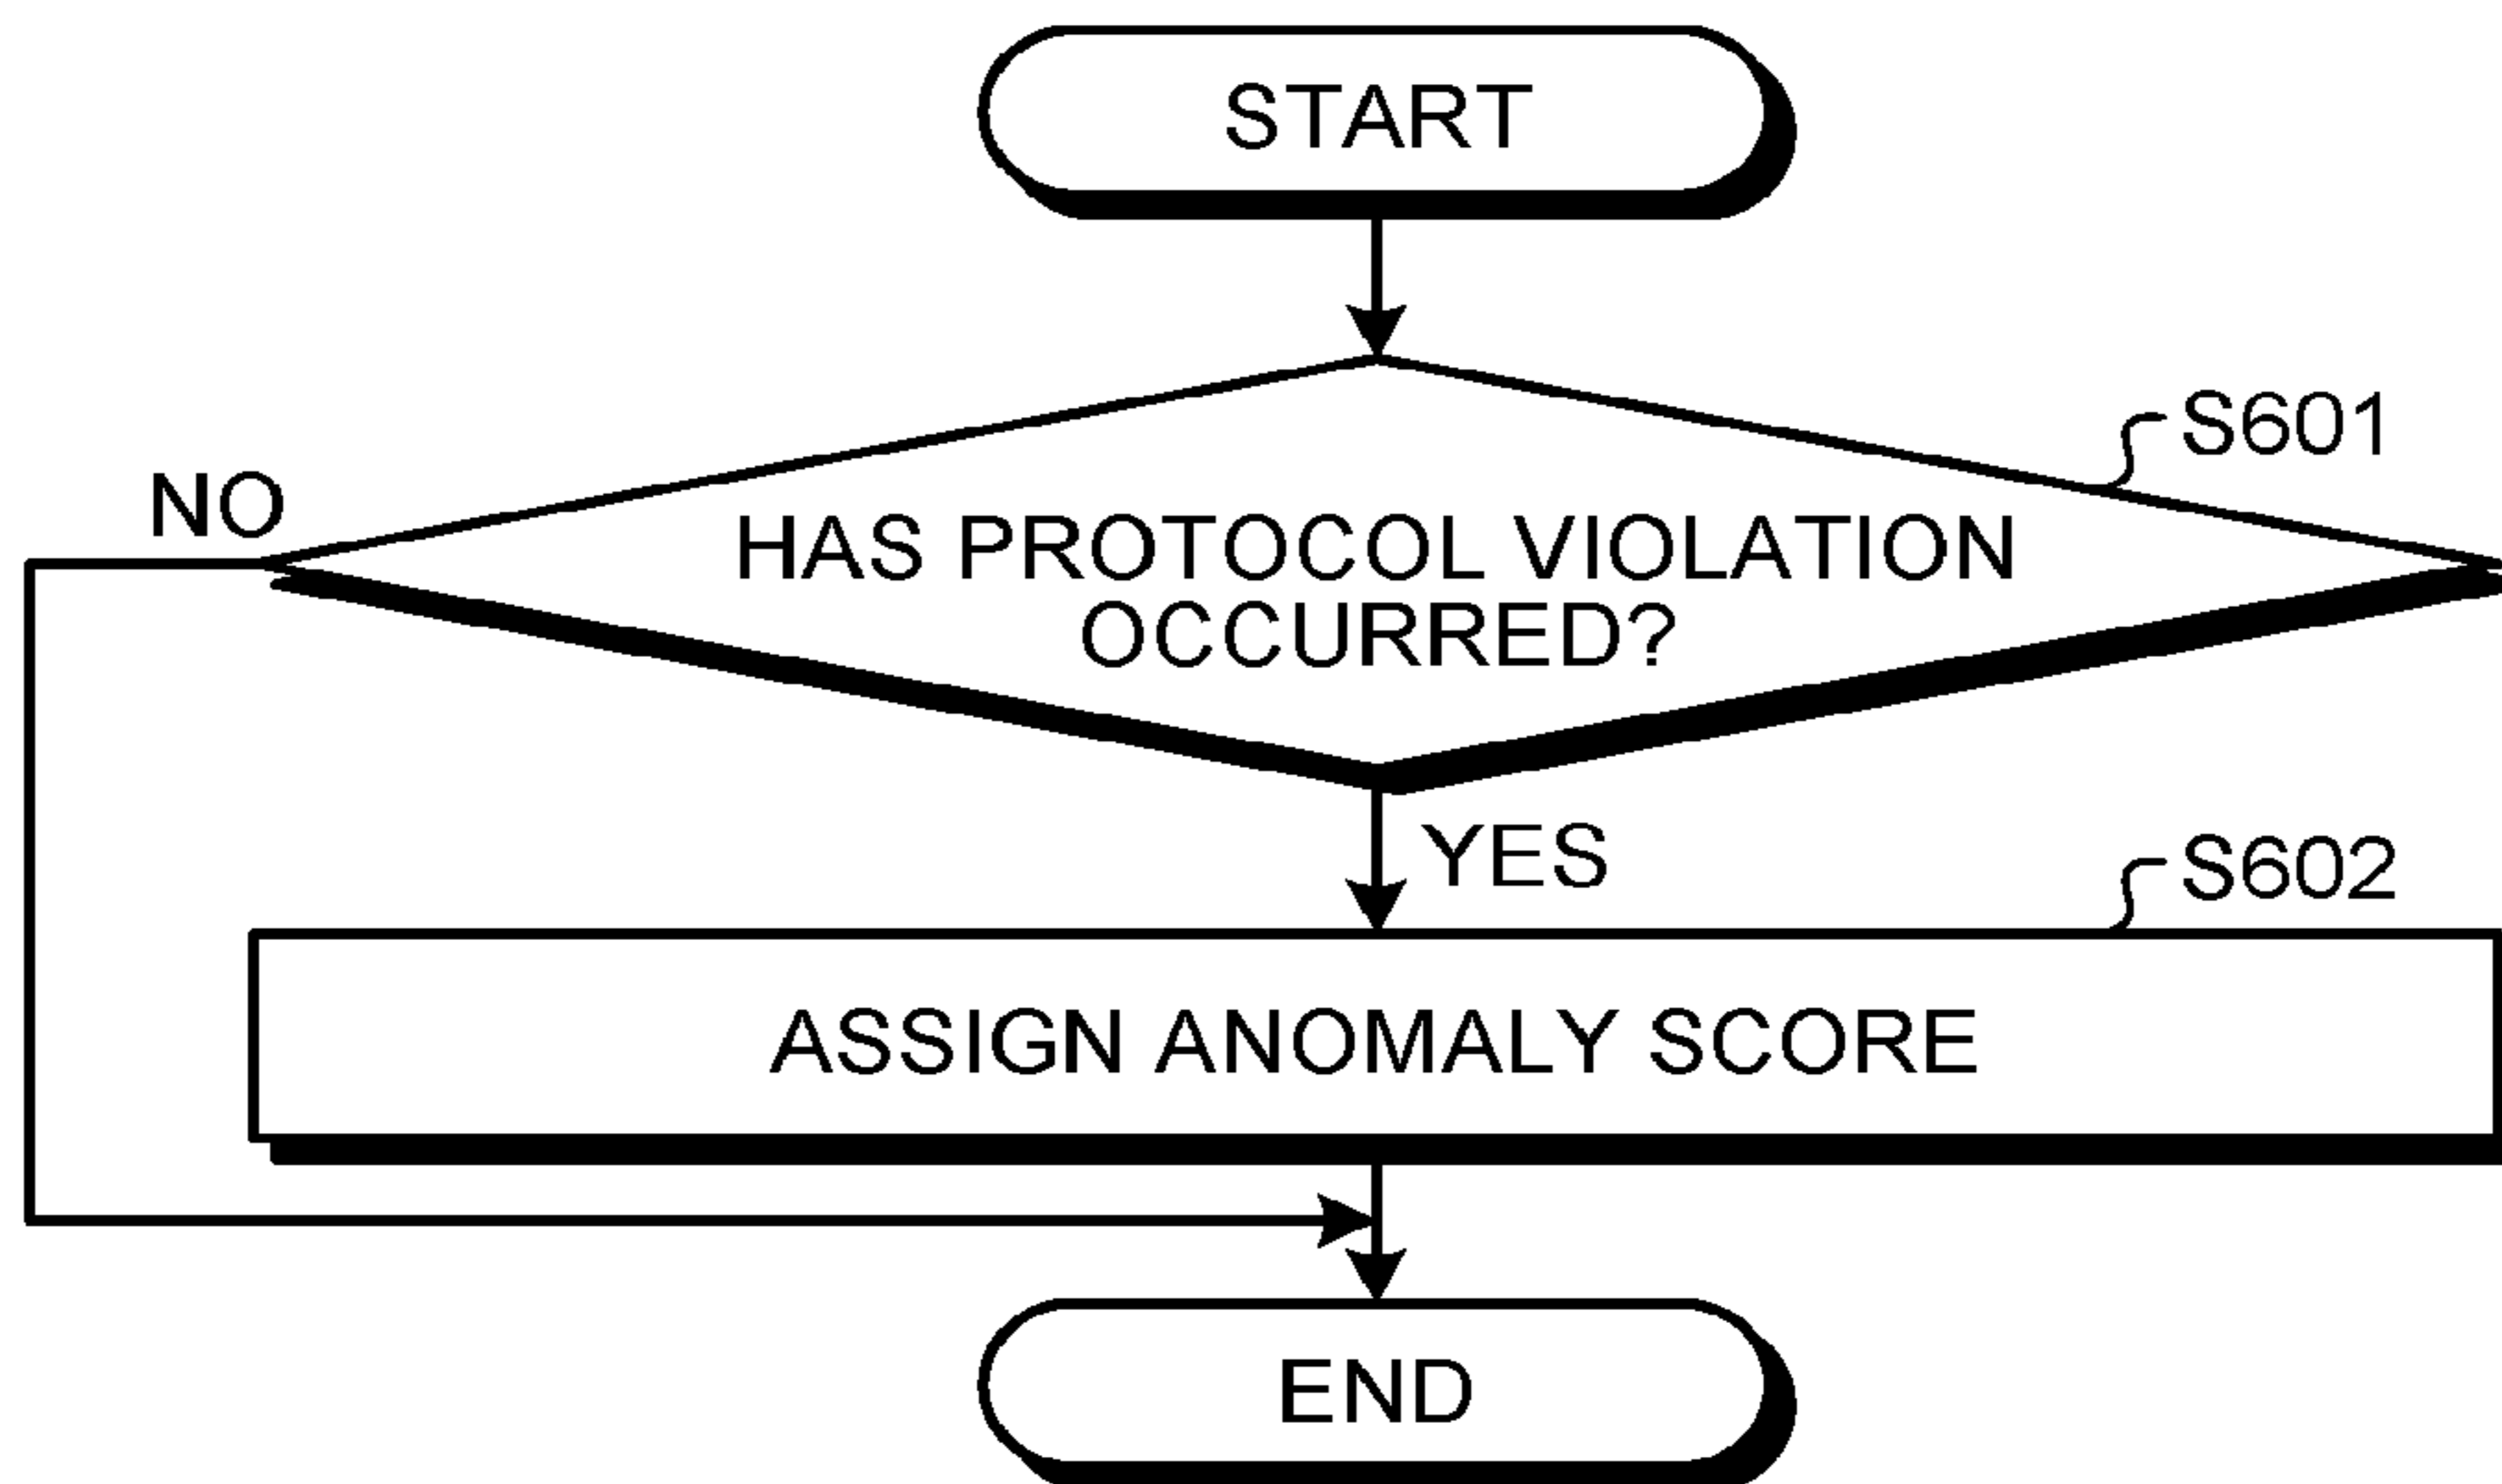 START
S601
NO
HAS PROTOCOL VIOLATION
OCCURRED?
YES
S602
ASSIGN ANOMALY SCORE
END